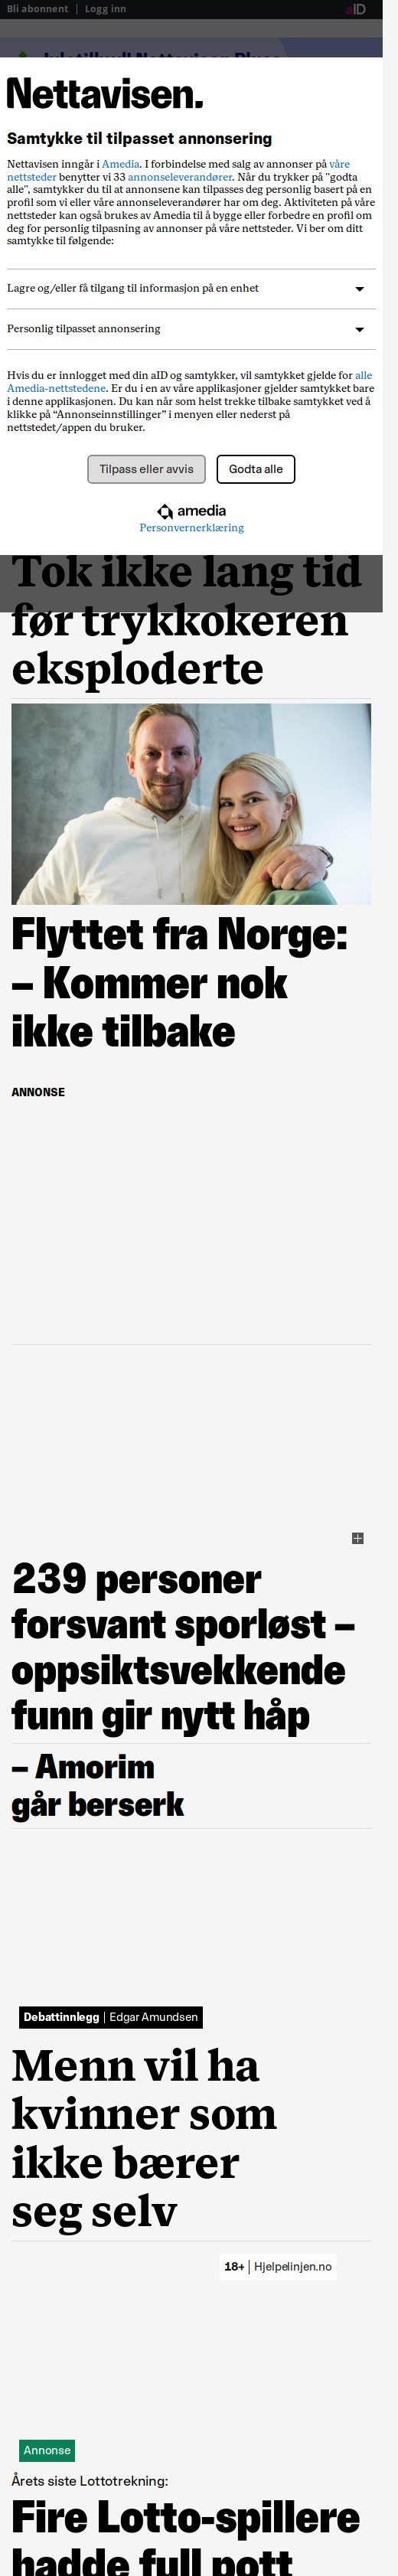 Bli abonnent | Logg inn
aID
Nettavisen.
Samtykke til tilpasset annonsering
Nettavisen inngår i Amedia. I forbindelse med salg av annonser på våre
nettsteder benytter vi 33 annonseleverandører. Når du trykker på "godta
alle", samtykker du til at annonsene kan tilpasses deg personlig basert på en
profil som vi eller våre annonseleverandører har om deg. Aktiviteten på våre
nettsteder kan også brukes av Amedia til å bygge eller forbedre en profil om
deg for personlig tilpasning av annonser på våre nettsteder. Vi ber om ditt
samtykke til følgende:
Lagre og/eller få tilgang til informasjon på en enhet
Personlig tilpasset annonsering
Hvis du er innlogget med din aID og samtykker, vil samtykket gjelde for alle
Amedia-nettstedene. Er du i en av våre applikasjoner gjelder samtykket bare
i denne applikasjonen. Du kan når som helst trekke tilbake samtykket ved å
klikke på “Annonseinnstillinger” i menyen eller nederst på
nettstedet/appen du bruker.
Tilpass eller avvis
Godta alle
amedia
Personvernerklæring
Tok ikke lang tid
før trykkokeren
eksploderte
Flyttet fra Norge:
– Kommer nok
ikke tilbake
ANNONSE
239 personer
forsvant sporløst –
oppsiktsvekkende
funn gir nytt håp
– Amorim
går berserk
Debattinnlegg | Edgar Amundsen
Menn vil ha
kvinner som
ikke bærer
seg selv
18+ | Hjelpelinjen.no
Annonse
Årets siste Lottotrekning:
Fire Lotto-spillere
hadde full pott